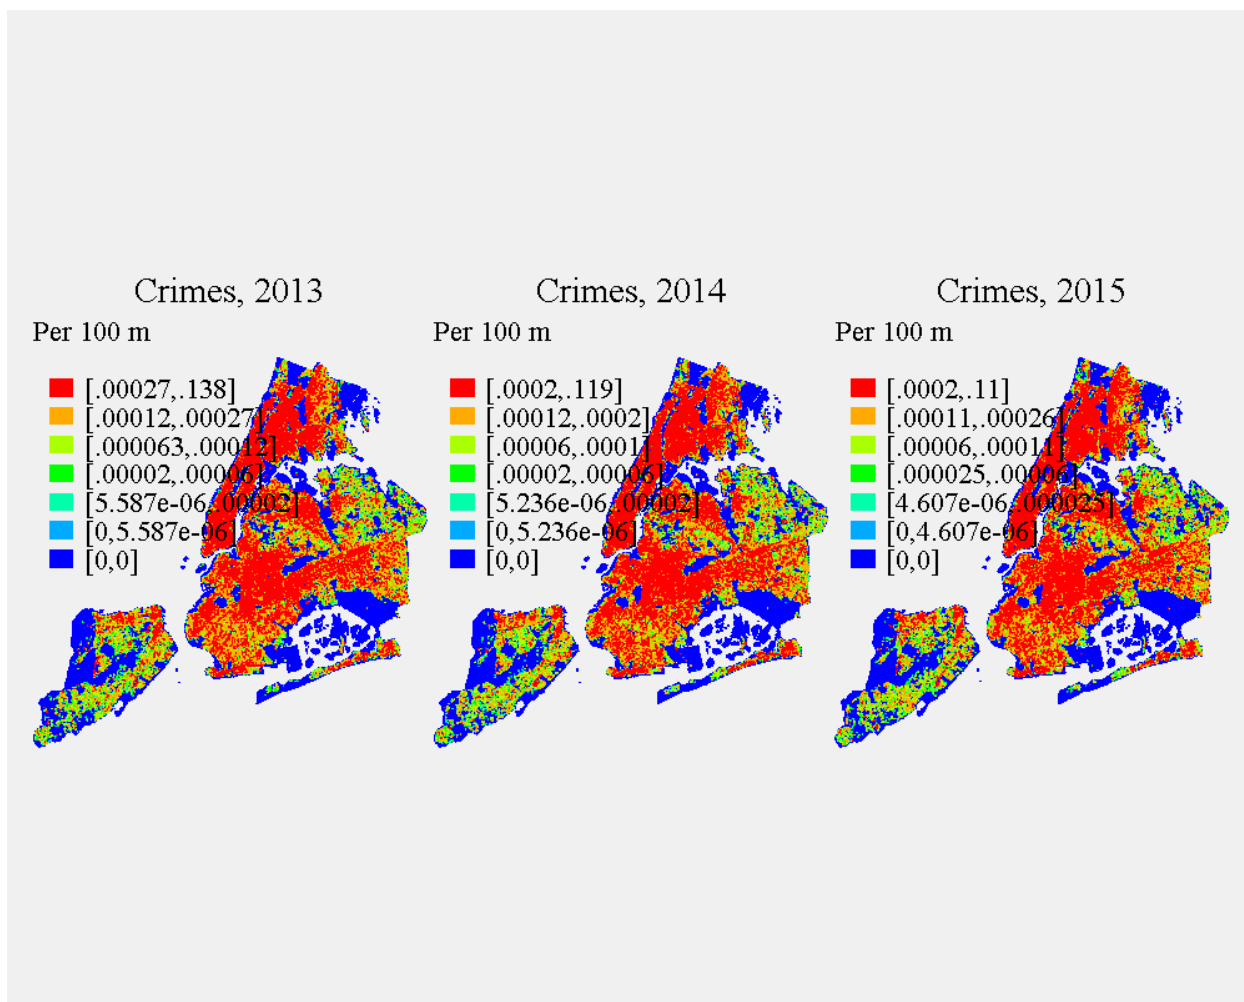 Crimes, 2013
Per 100 m
[.00027,.138]
[.00012,.00027]
[.000063,.00012]
[.00002,.00006]
[5.587e-06,.00002]
[0,5.587e-06]
[0,0]
Crimes, 2014
Per 100 m
[.0002,.119]
[.00012,.0002]
[.00006,.0001]
[.00002,.00006]
[5.236e-06,.00002]
[0,5.236e-06]
[0,0]
Crimes, 2015
Per 100 m
[.0002,.11]
[.00011,.00026]
[.00006,.00011]
[.000025,.00006]
[4.607e-06,.000025]
[0,4.607e-06]
[0,0]